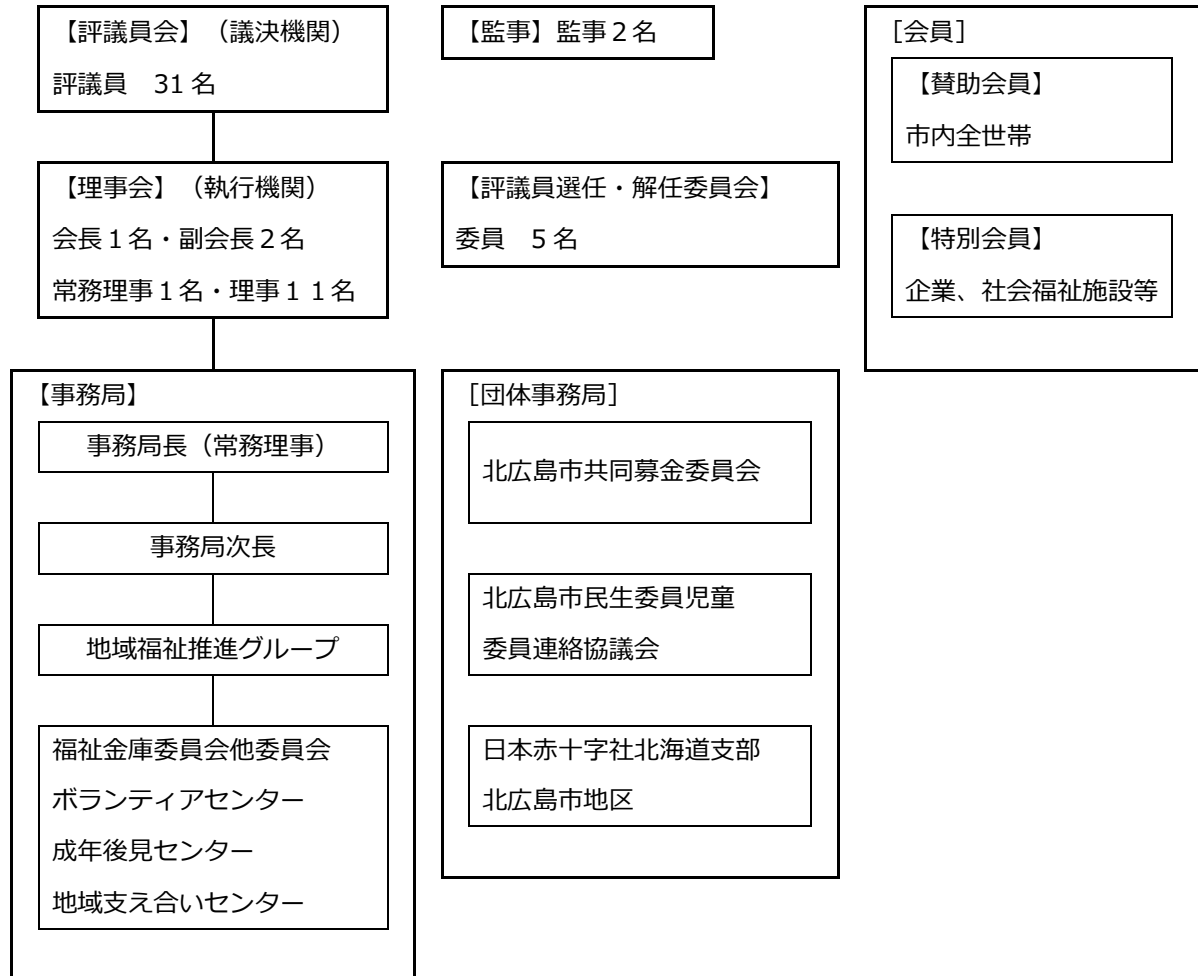 【評議員会】（議決機関）
評議員　31 名
【監事】監事２名
［会員］
【賛助会員】
市内全世帯
【特別会員】
企業、社会福祉施設等
【理事会】（執行機関）
会長１名・副会長２名
常務理事１名・理事１１名
【評議員選任・解任委員会】
委員　５名
【事務局】
事務局長（常務理事）
事務局次長
地域福祉推進グループ
福祉金庫委員会他委員会
ボランティアセンター
成年後見センター
地域支え合いセンター
［団体事務局］
北広島市共同募金委員会
北広島市民生委員児童
委員連絡協議会
日本赤十字社北海道支部
北広島市地区